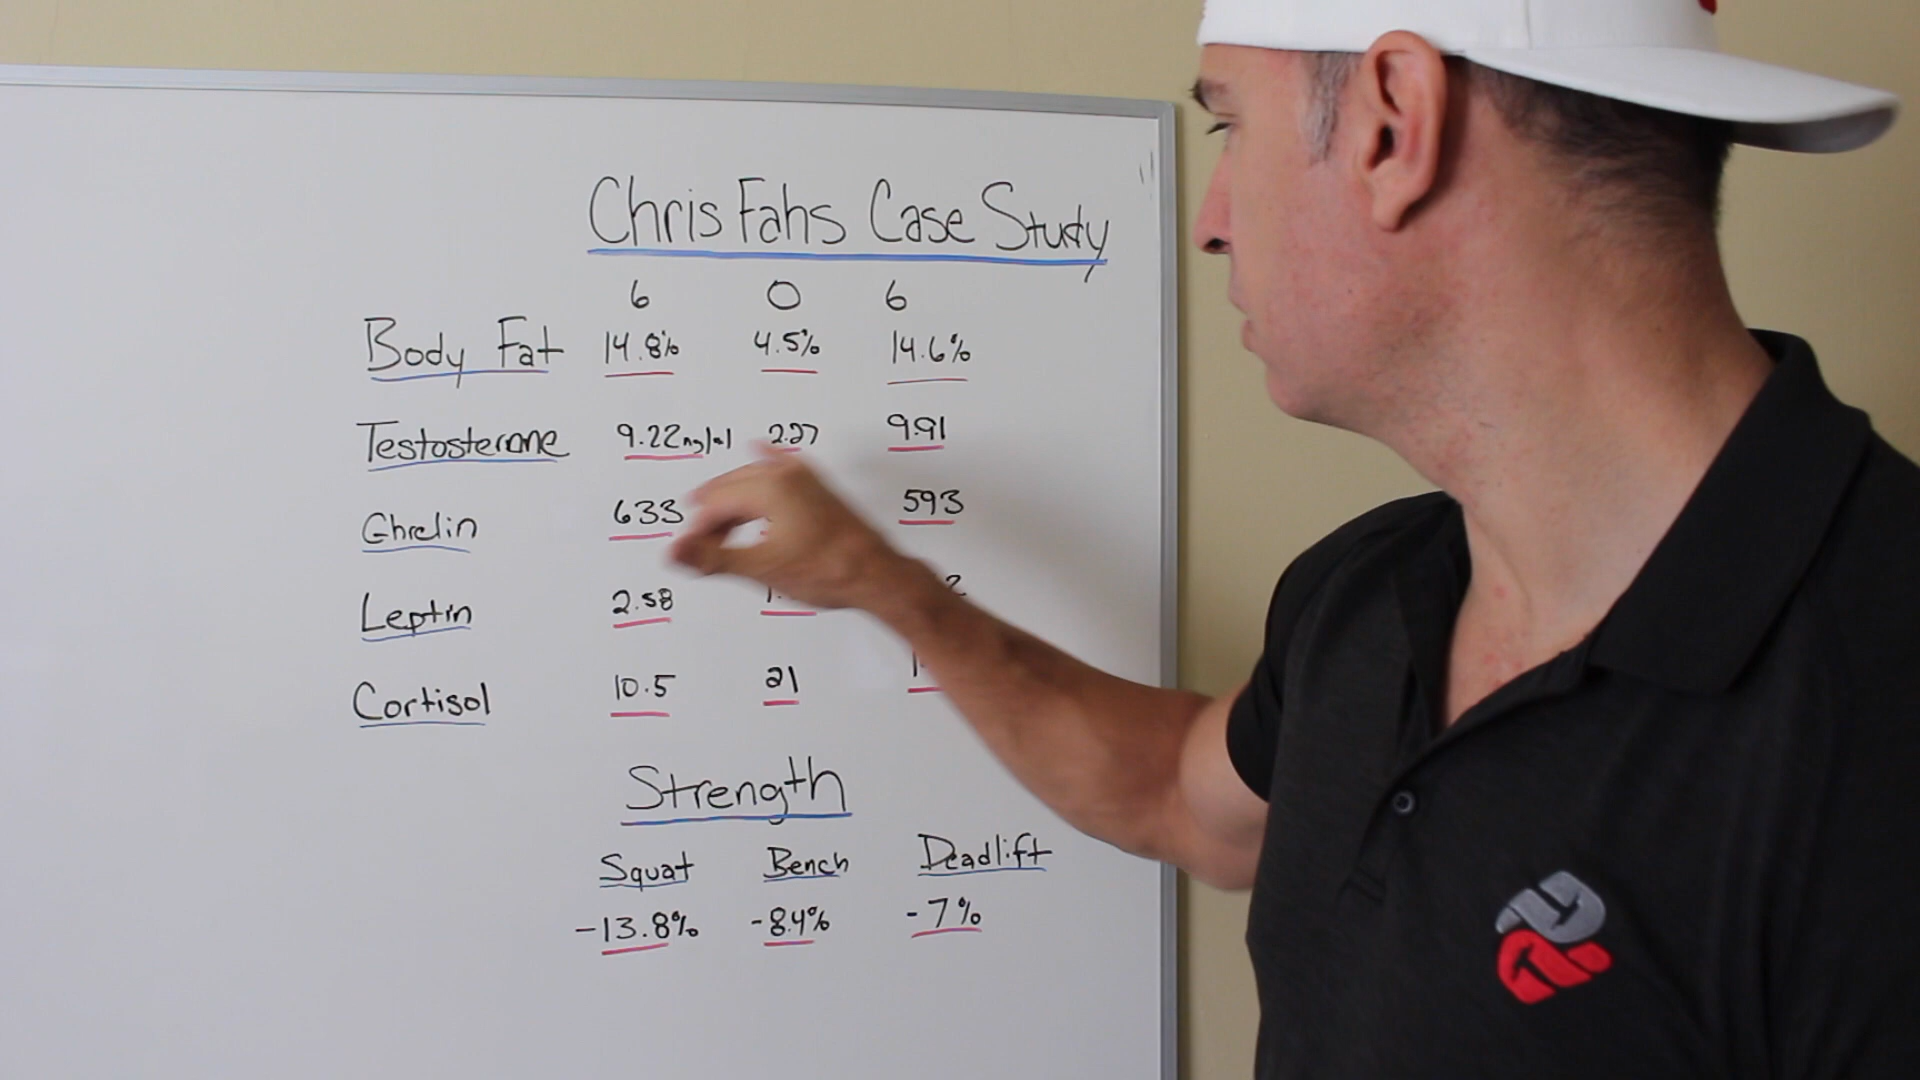 Chris Fahs Case Study
6 0 6
Body Fat 14.8% 4.5% 14.6%
Testosterone 9.22 ng/ml 2.27 9.91
Ghrelin 633 593
Leptin 2.58
Cortisol 10.5 21
Strength
Squat Bench Deadlift
-13.8% -8.4% -7%